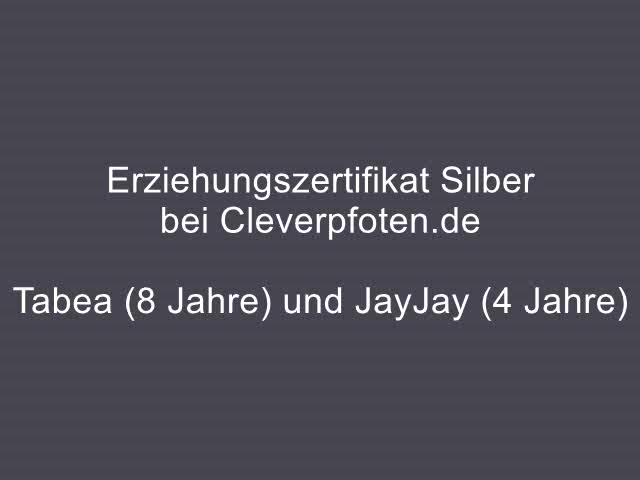 Erziehungszertifikat Silber
bei Cleverpfoten.de
Tabea (8 Jahre) und JayJay (4 Jahre)